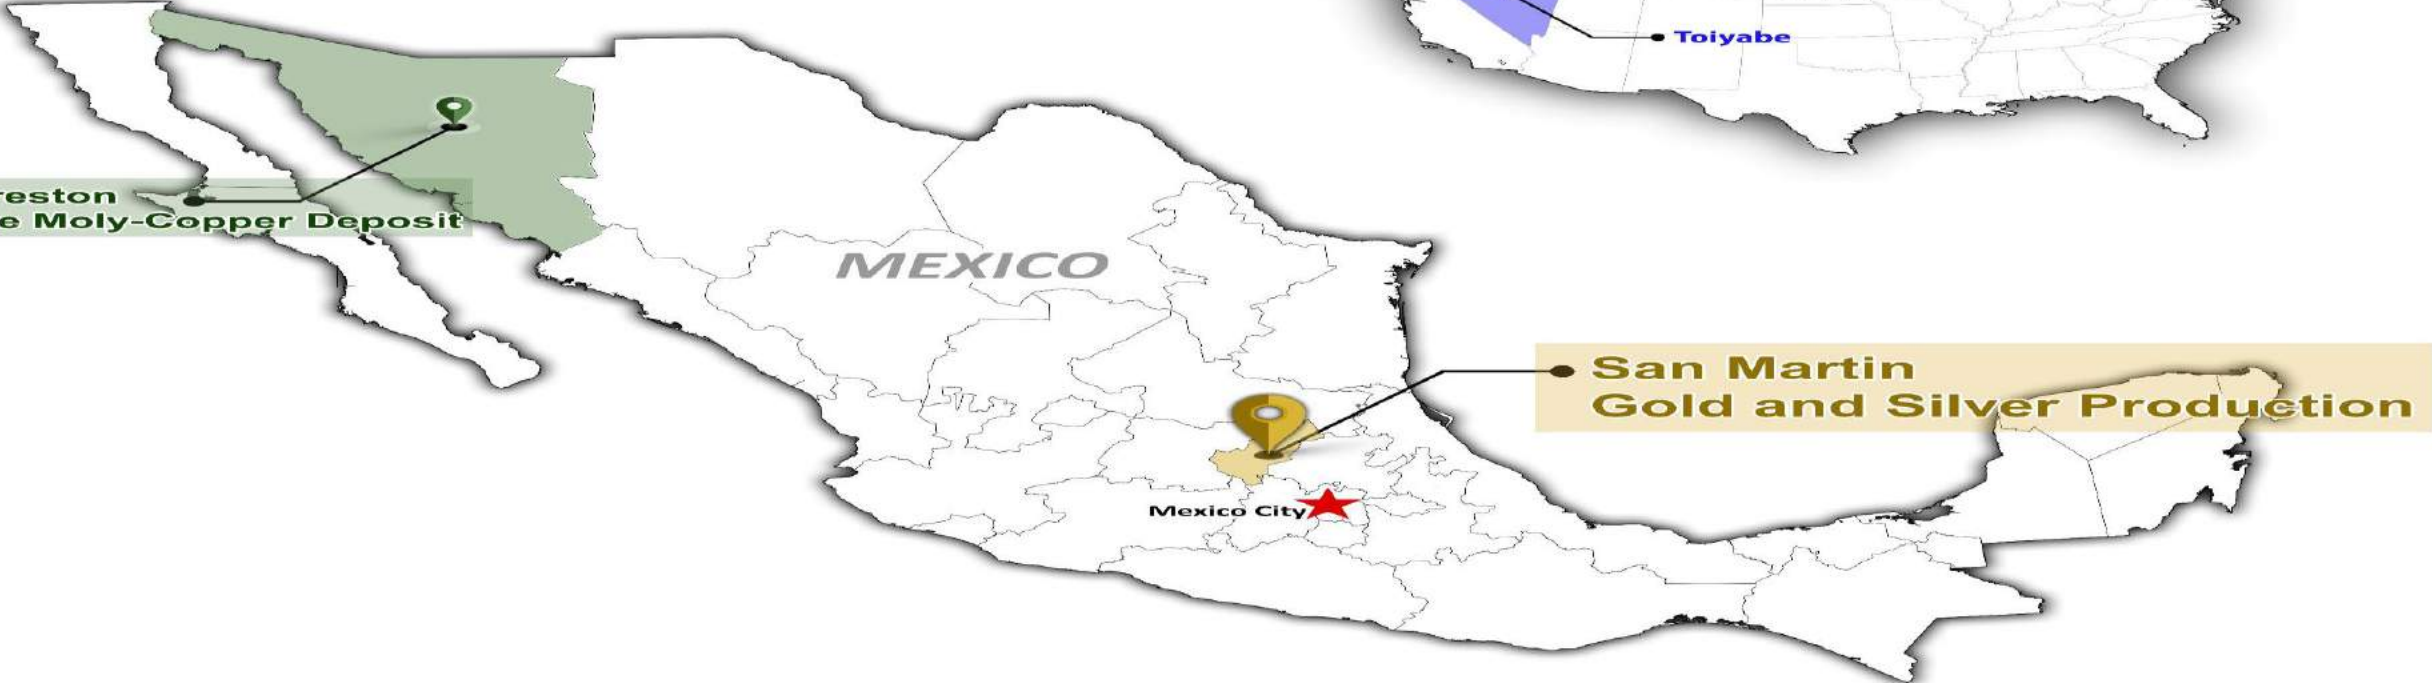 Toiyabe
reston
e Moly-Copper Deposit
MEXICO
San Martin
Gold and Silver Production
Mexico City